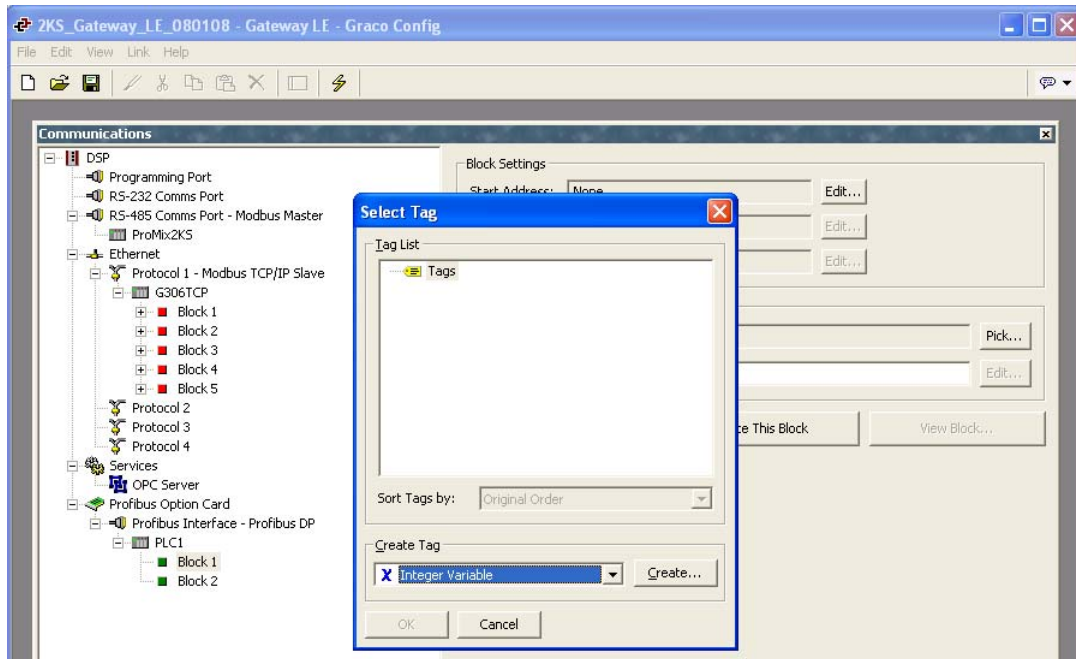 2KS_Gateway_LE_080108 - Gateway LE - Graco Config
File Edit View Link Help
Communications
DSP
Programming Port
RS-232 Comms Port
RS-485 Comms Port - Modbus Master
ProMix2KS
Ethernet
Protocol 1 - Modbus TCP/IP Slave
G306TCP
Block 1
Block 2
Block 3
Block 4
Block 5
Protocol 2
Protocol 3
Protocol 4
Services
OPC Server
Profibus Option Card
Profibus Interface - Profibus DP
PLC1
Block 1
Block 2
Block Settings
Start Address: None Edit...
Edit...
Edit...
Pick...
Edit...
This Block View Block...
Select Tag
Tag List
Tags
Sort Tags by: Original Order
Create Tag
Integer Variable Create...
OK Cancel